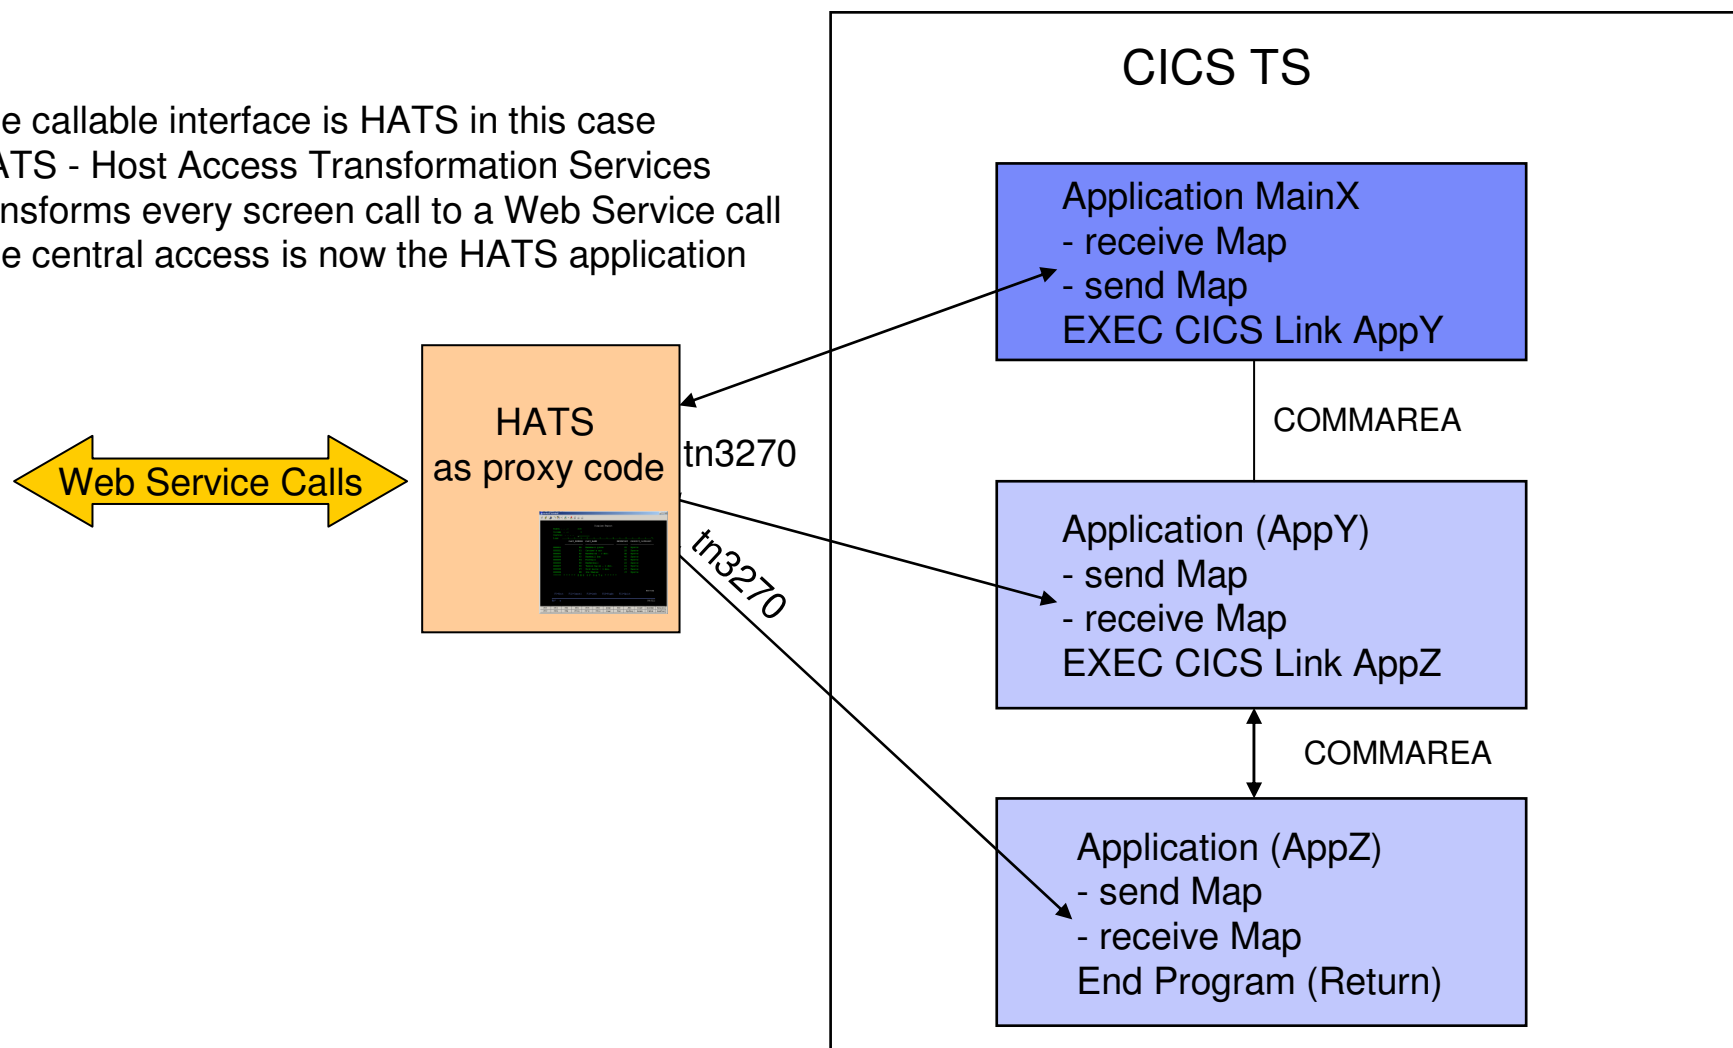 CICS TS
e callable interface is HATS in this case
ATS - Host Access Transformation Services
nsforms every screen call to a Web Service call
e central access is now the HATS application
Application MainX
- receive Map
- send Map
EXEC CICS Link AppY
COMMAREA
HATS
as proxy code
tn3270
Web Service Calls
tn3270
Application (AppY)
- send Map
- receive Map
EXEC CICS Link AppZ
COMMAREA
Application (AppZ)
- send Map
- receive Map
End Program (Return)